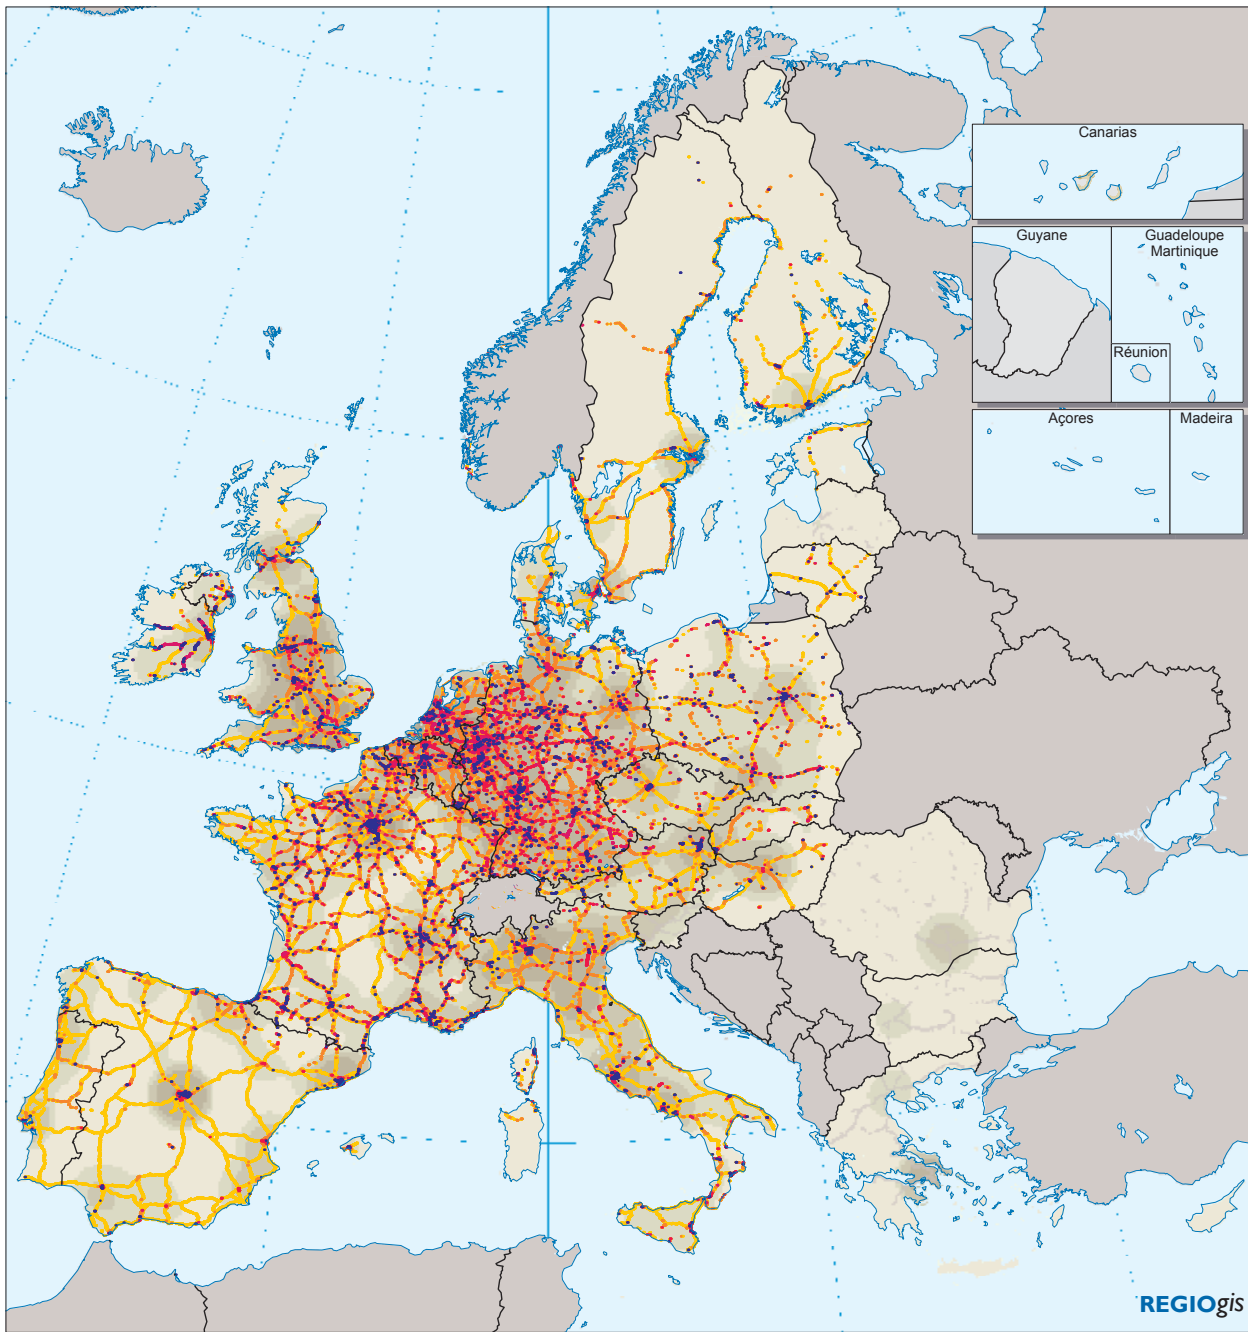 Canarias
Guyane
Guadeloupe
Martinique
Réunion
Açores
Madeira
REGIOgis